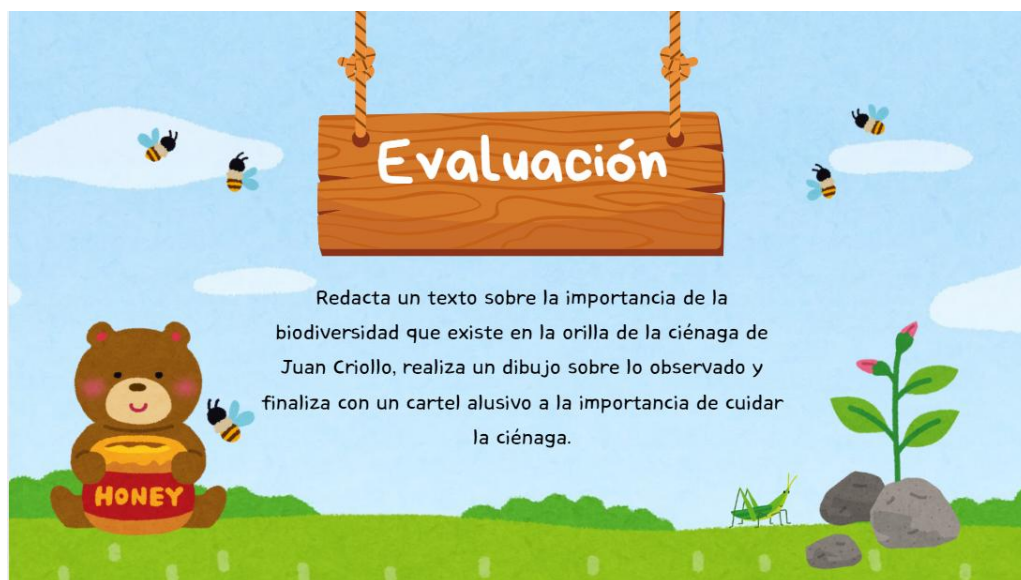 Evaluación
Redacta un texto sobre la importancia de la
biodiversidad que existe en la orilla de la ciénaga de
Juan Criollo, realiza un dibujo sobre lo observado y
finaliza con un cartel alusivo a la importancia de cuidar
la ciénaga.
HONEY